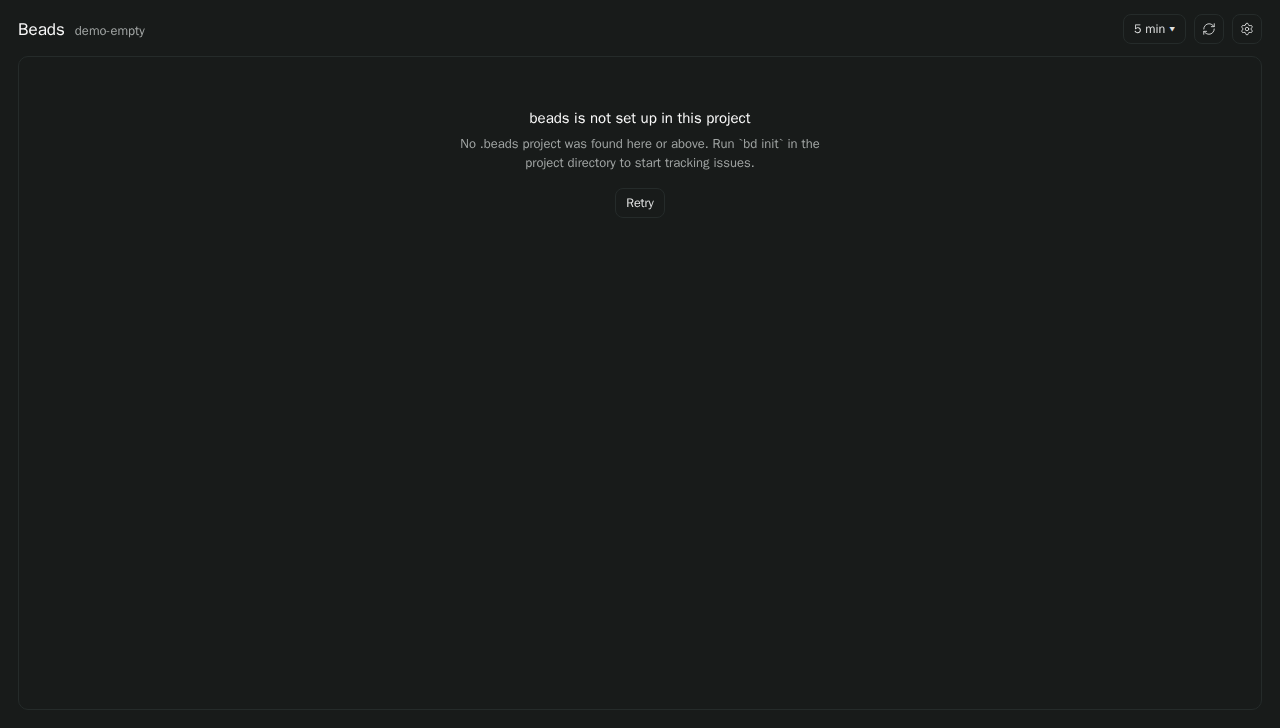 Beads demo-empty
5 min
beads is not set up in this project
No .beads project was found here or above. Run `bd init` in the
project directory to start tracking issues.
Retry